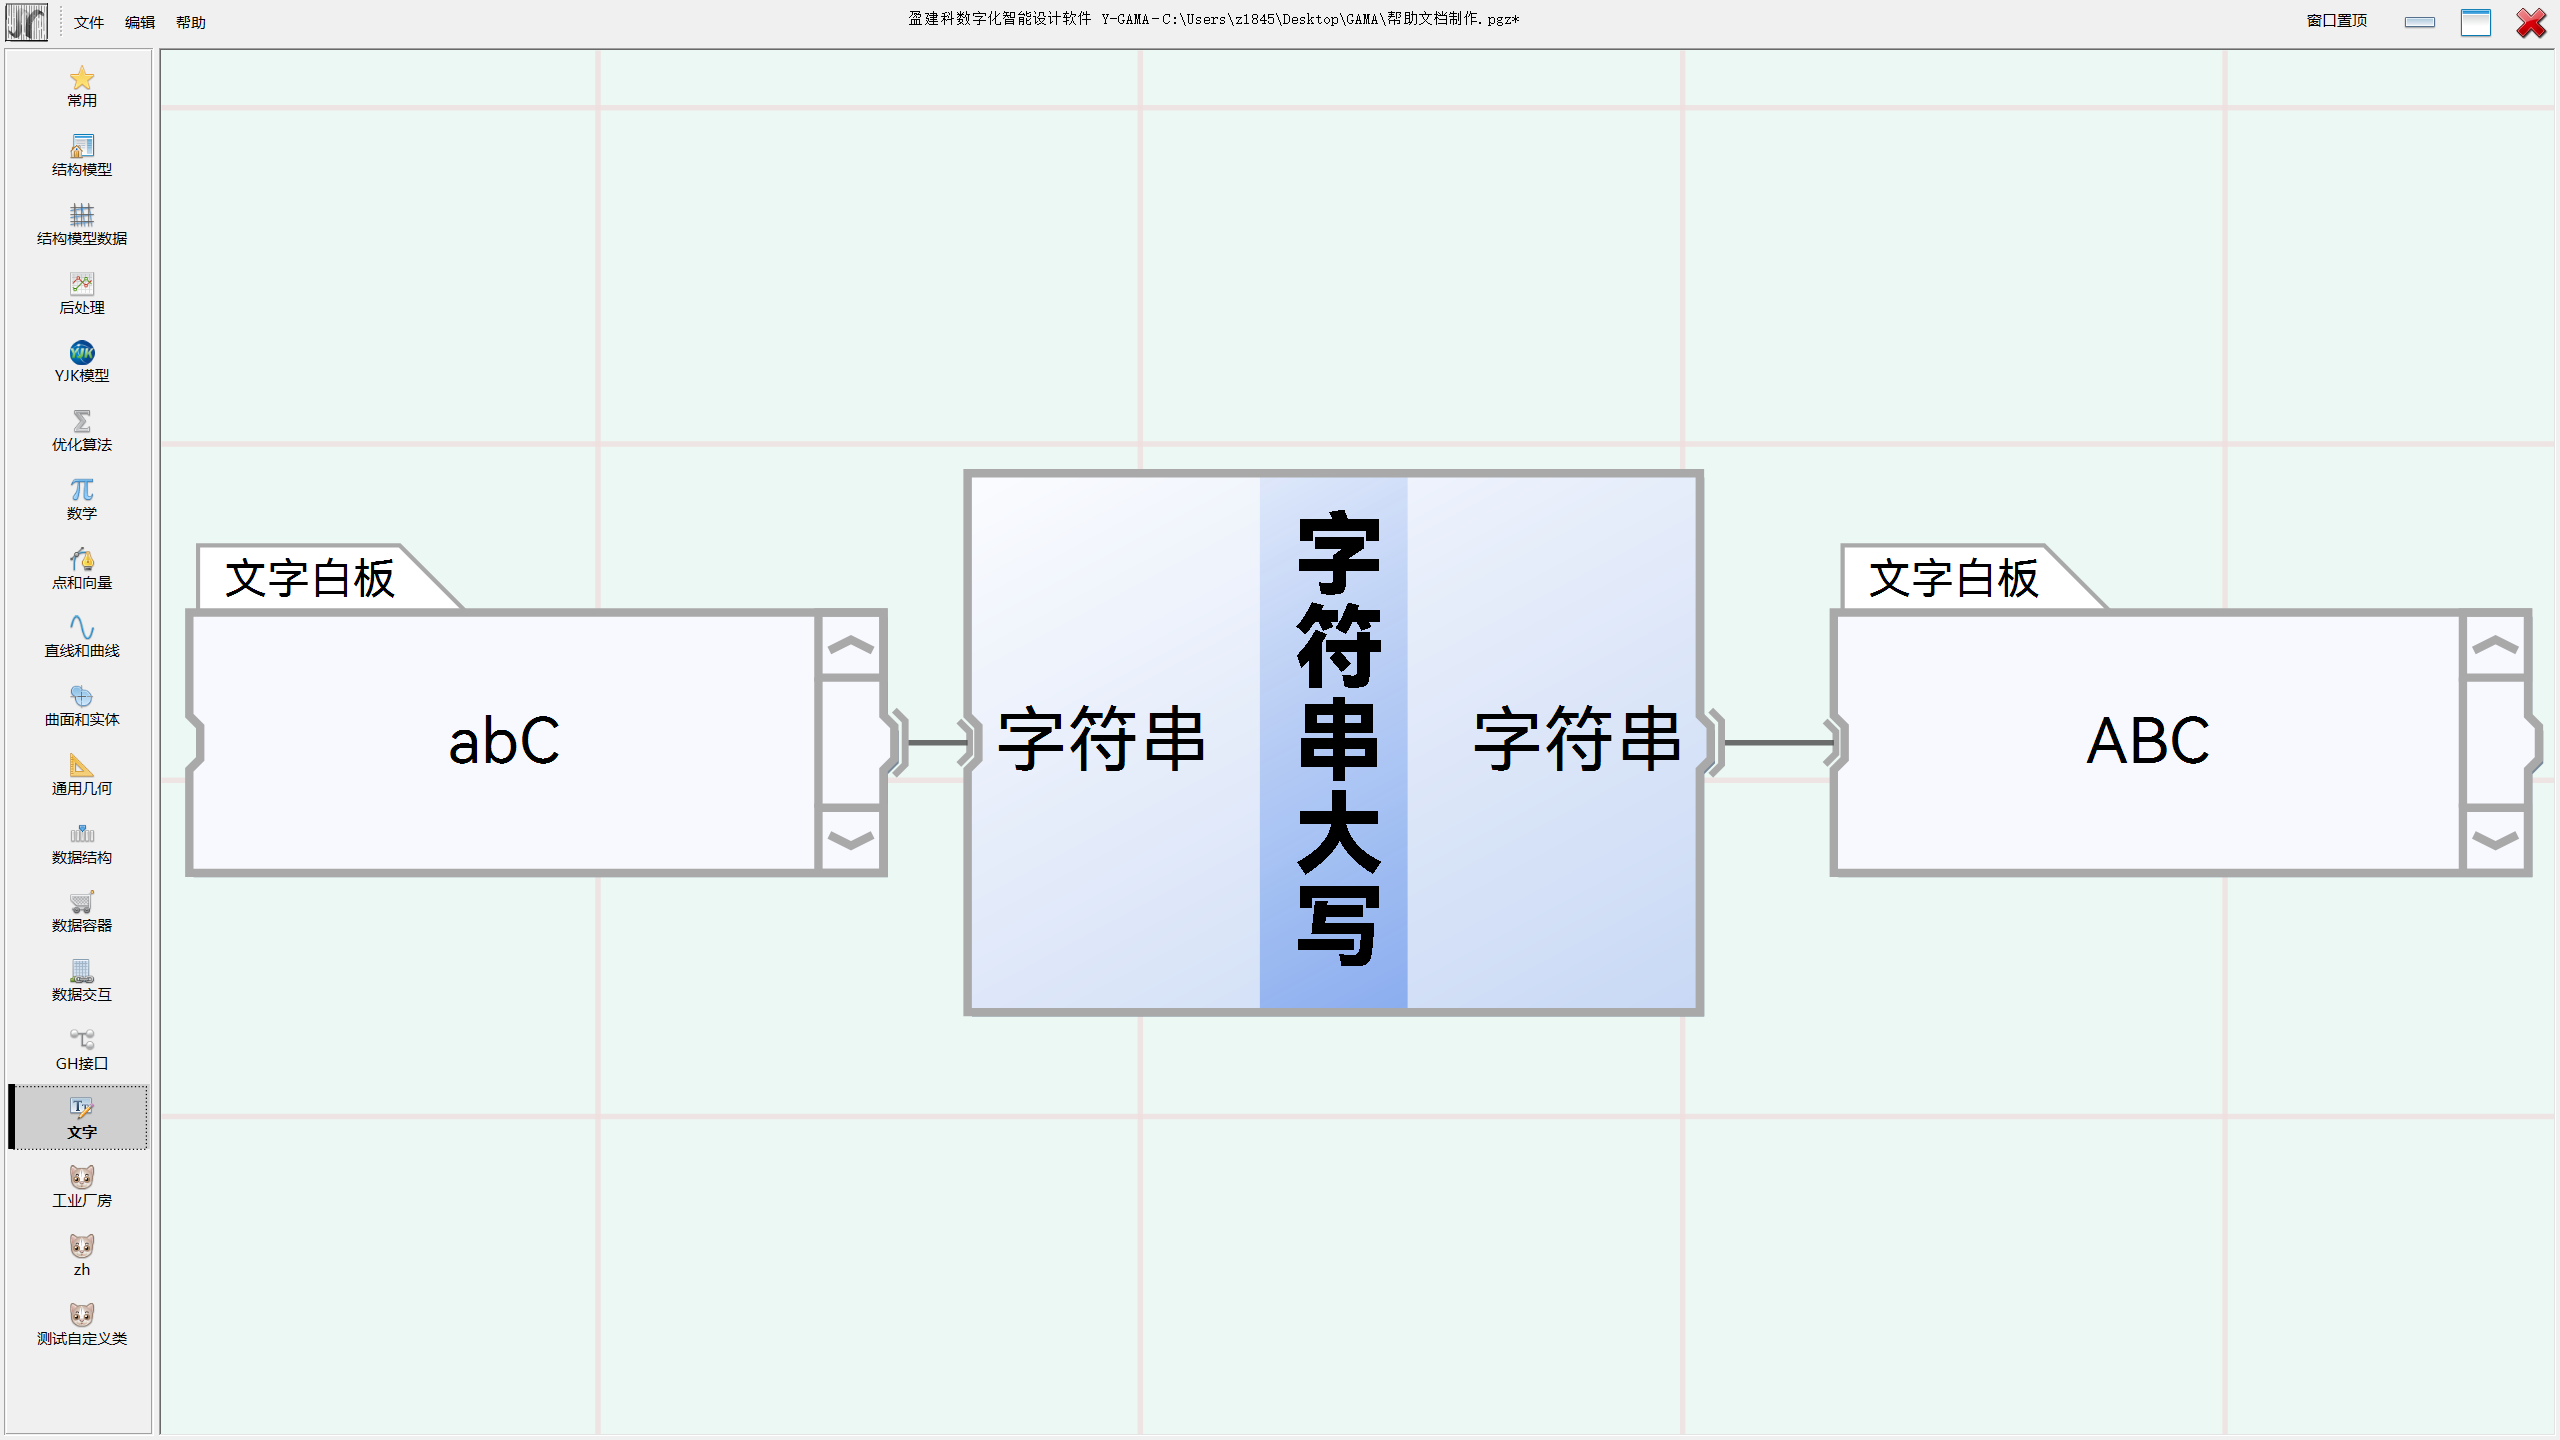 文件 编辑 帮助
盈建科数字化智能设计软件 Y-GAMA-C:\Users\z1845\Desktop\GAMA\帮助文档制作.pgz*
窗口置顶
常用
结构模型
结构模型数据
后处理
YJK模型
优化算法
数学
点和向量
直线和曲线
曲面和实体
通用几何
数据结构
数据容器
数据交互
GH接口
文字
工业厂房
zh
测试自定义类
文字白板
abC
字符串
字符串大写
字符串
文字白板
ABC